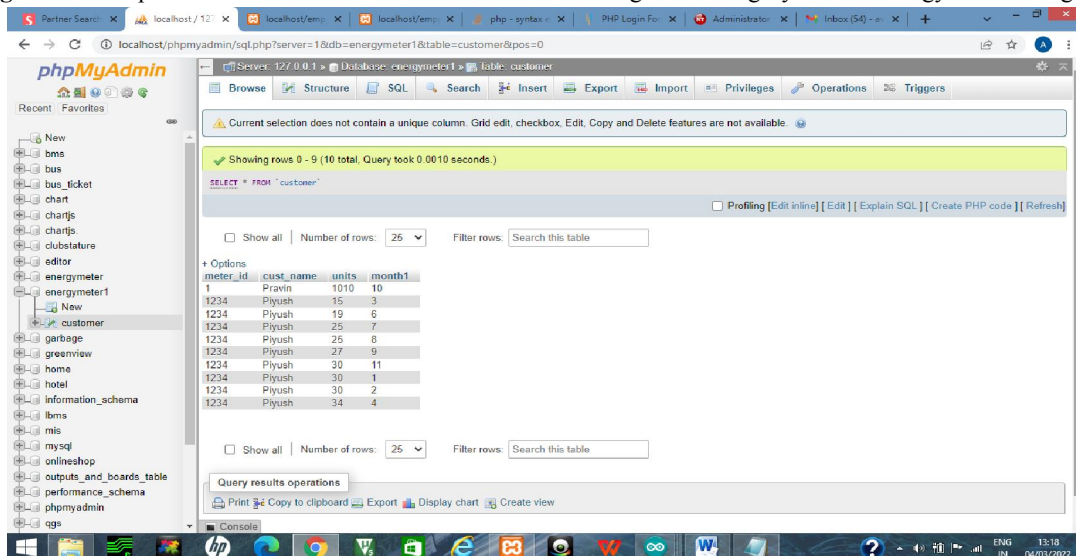 Partner Search
localhost / 127
localhost/emp
localhost/emp
php - syntax e
PHP Login For
Administrator
Inbox (54) -
localhost/phpmyadmin/sql.php?server=1&db=energymeter1&table=customer&pos=0
A
phpMyAdmin
Recent Favorites
New
bms
bus
bus_ticket
chart
chartjs
chartjs.
clubstature
editor
energymeter
energymeter1
New
customer
garbage
greenview
home
hotel
information_schema
lbms
mis
mysql
onlineshop
outputs_and_boards_table
performance_schema
phpmyadmin
qgs
Server: 127.0.0.1 » Database: energymeter1 » Table: customer
Browse Structure SQL Search Insert Export Import Privileges Operations Triggers
Current selection does not contain a unique column. Grid edit, checkbox, Edit, Copy and Delete features are not available.
Showing rows 0 - 9 (10 total, Query took 0.0010 seconds.)
SELECT * FROM `customer`
Profiling [Edit inline] [ Edit ] [ Explain SQL ] [ Create PHP code ] [ Refresh]
Show all Number of rows: 25 Filter rows: Search this table
+ Options
meter_id cust_name units month1
1 Pravin 1010 10
1234 Piyush 15 3
1234 Piyush 19 6
1234 Piyush 25 7
1234 Piyush 25 8
1234 Piyush 27 9
1234 Piyush 30 11
1234 Piyush 30 1
1234 Piyush 30 2
1234 Piyush 34 4
Show all Number of rows: 25 Filter rows: Search this table
Query results operations
Print Copy to clipboard Export Display chart Create view
Console
ENG 13:18
IN 04/03/2022